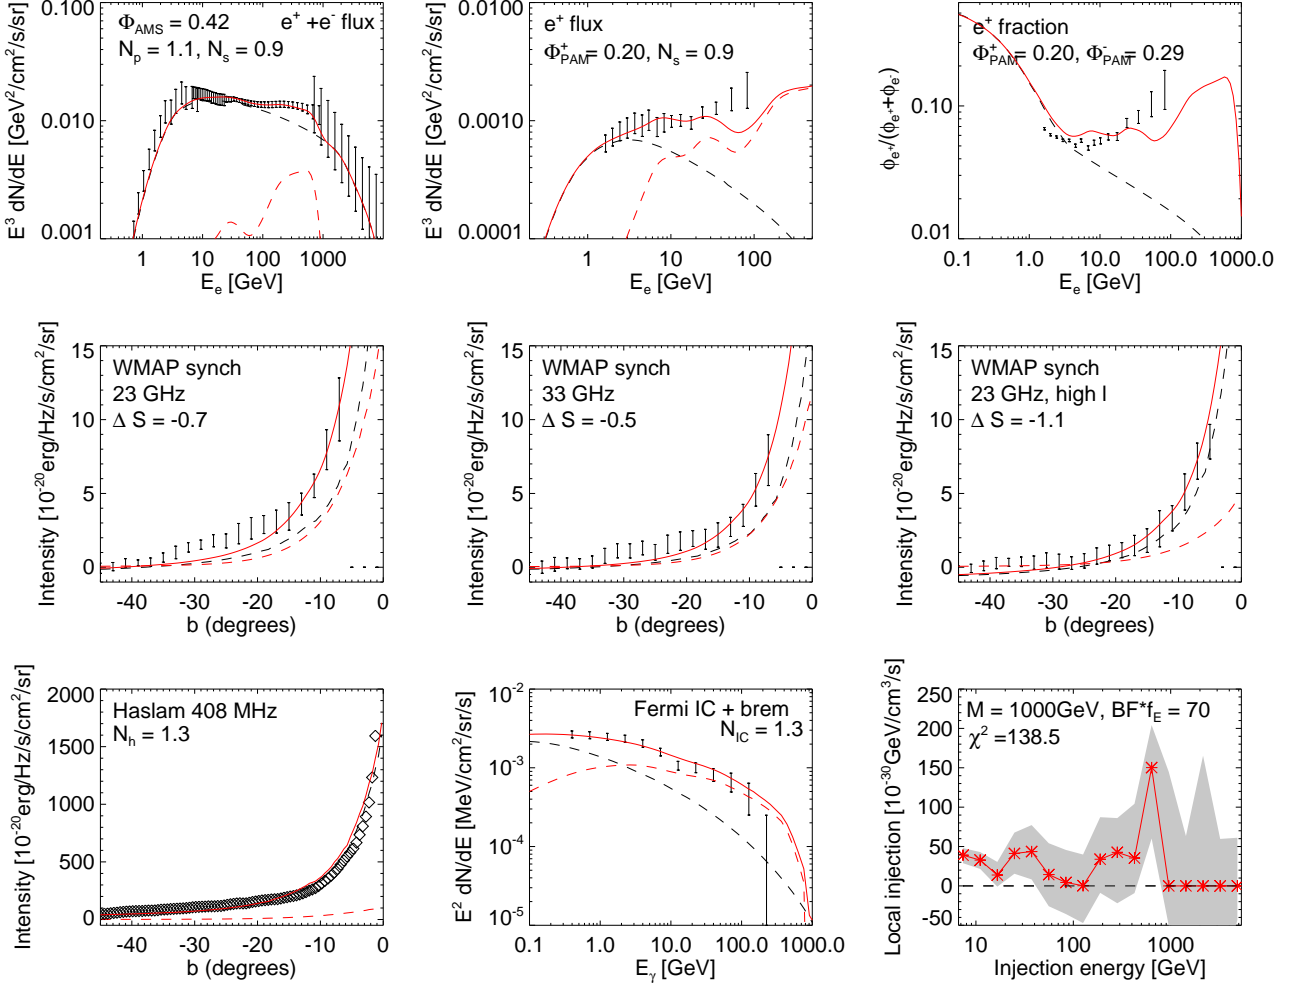 Φ_AMS = 0.42 e⁺ +e⁻ flux
N_p = 1.1, N_s = 0.9
0.100
0.010
0.001
E³ dN/dE [GeV²/cm²/s/sr]
1 10 100 1000
E_e [GeV]
e⁺ flux
Φ⁺_PAM= 0.20, N_s = 0.9
0.0100
0.0010
0.0001
E³ dN/dE [GeV²/cm²/s/sr]
1 10 100
E_e [GeV]
e⁺ fraction
Φ⁺_PAM= 0.20, Φ⁻_PAM= 0.29
0.10
0.01
ϕ_e⁺/(ϕ_e⁺+ϕ_e⁻)
0.1 1.0 10.0 100.0 1000.0
E_e [GeV]
WMAP synch
23 GHz
Δ S = -0.7
15
10
5
0
Intensity [10⁻²⁰erg/Hz/s/cm²/sr]
-40 -30 -20 -10 0
b (degrees)
WMAP synch
33 GHz
Δ S = -0.5
15
10
5
0
Intensity [10⁻²⁰erg/Hz/s/cm²/sr]
-40 -30 -20 -10 0
b (degrees)
WMAP synch
23 GHz, high l
Δ S = -1.1
15
10
5
0
Intensity [10⁻²⁰erg/Hz/s/cm²/sr]
-40 -30 -20 -10 0
b (degrees)
Haslam 408 MHz
N_h = 1.3
2000
1500
1000
500
0
Intensity [10⁻²⁰erg/Hz/s/cm²/sr]
-40 -30 -20 -10 0
b (degrees)
Fermi IC + brem
N_IC = 1.3
10⁻²
10⁻³
10⁻⁴
10⁻⁵
E² dN/dE [MeV/cm²/sr/s]
0.1 1.0 10.0 100.0 1000.0
E_γ [GeV]
M = 1000GeV, BF*f_E = 70
χ² =138.5
250
200
150
100
50
0
-50
Local injection [10⁻³⁰GeV/cm³/s]
10 100 1000
Injection energy [GeV]